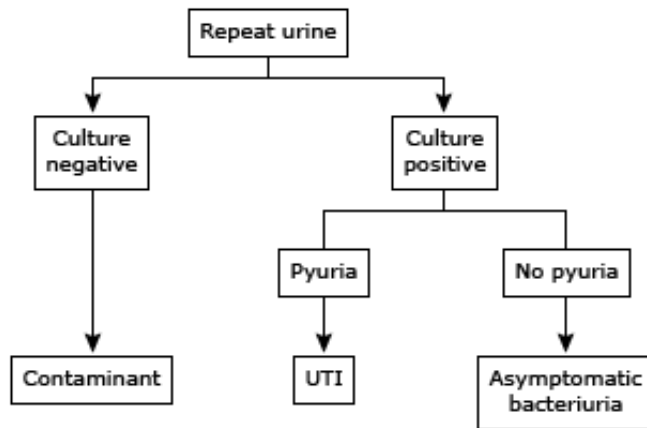 Repeat urine
Culture
negative
Culture
positive
Pyuria
No pyuria
Contaminant
UTI
Asymptomatic
bacteriuria